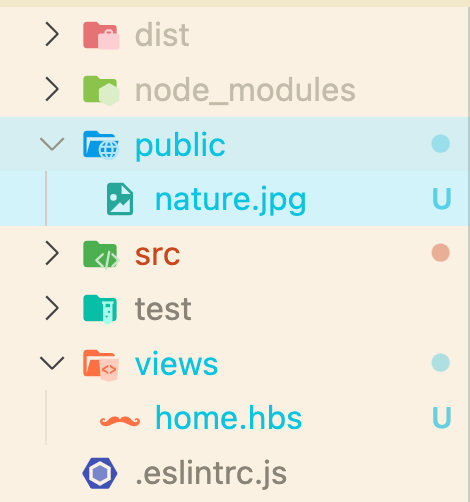 dist
node_modules
public
nature.jpg U
src
test
views
home.hbs U
.eslintrc.js